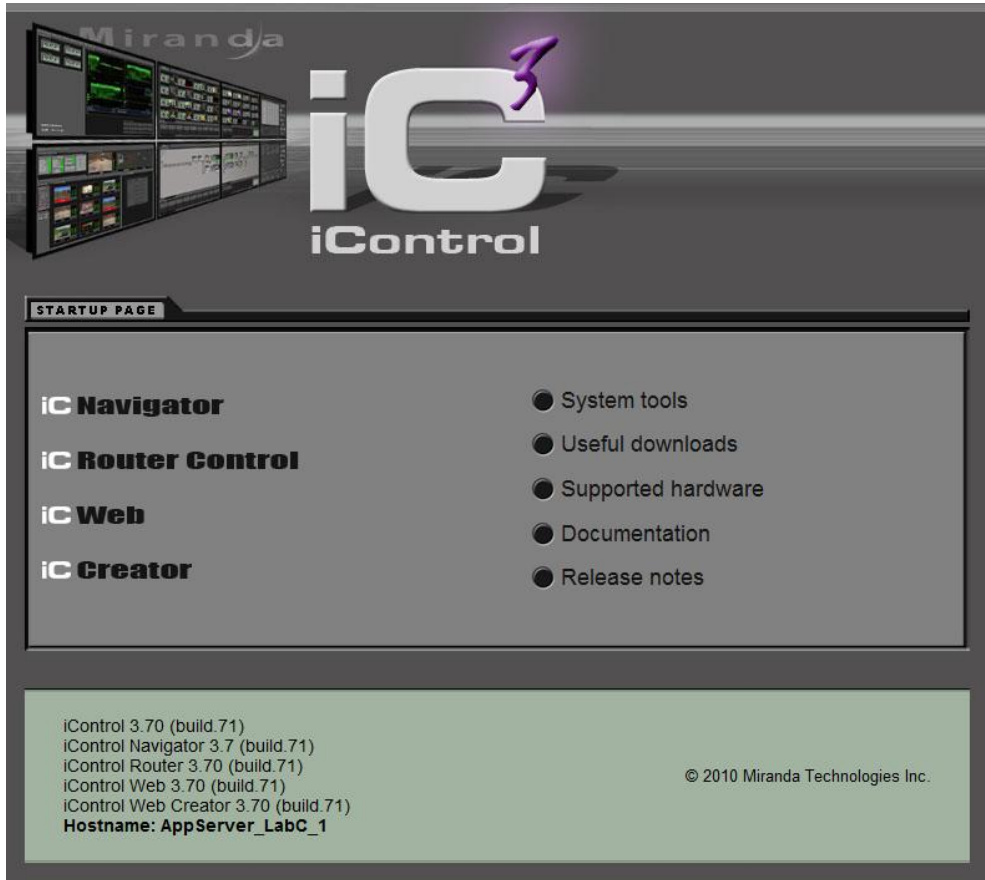 Miranda
iC3
iControl
STARTUP PAGE
iC Navigator
iC Router Control
iC Web
iC Creator
System tools
Useful downloads
Supported hardware
Documentation
Release notes
iControl 3.70 (build.71)
iControl Navigator 3.7 (build.71)
iControl Router 3.70 (build.71)
iControl Web 3.70 (build.71)
iControl Web Creator 3.70 (build.71)
Hostname: AppServer_LabC_1
© 2010 Miranda Technologies Inc.